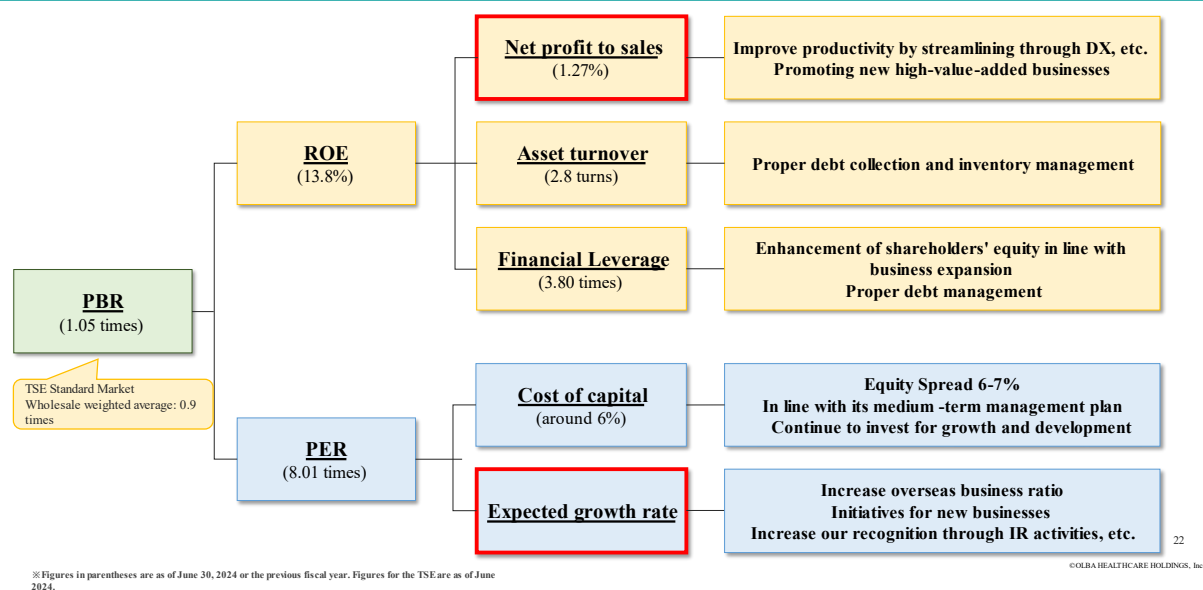 Net profit to sales
(1.27%)
Improve productivity by streamlining through DX, etc.
Promoting new high-value-added businesses
ROE
(13.8%)
Asset turnover
(2.8 turns)
Proper debt collection and inventory management
Financial Leverage
(3.80 times)
Enhancement of shareholders' equity in line with
business expansion
Proper debt management
PBR
(1.05 times)
TSE Standard Market
Wholesale weighted average: 0.9
times
PER
(8.01 times)
Cost of capital
(around 6%)
Equity Spread 6-7%
In line with its medium -term management plan
Continue to invest for growth and development
Expected growth rate
Increase overseas business ratio
Initiatives for new businesses
Increase our recognition through IR activities, etc.
22
©OLBA HEALTHCARE HOLDINGS, Inc
※Figures in parentheses are as of June 30, 2024 or the previous fiscal year. Figures for the TSE are as of June
2024.